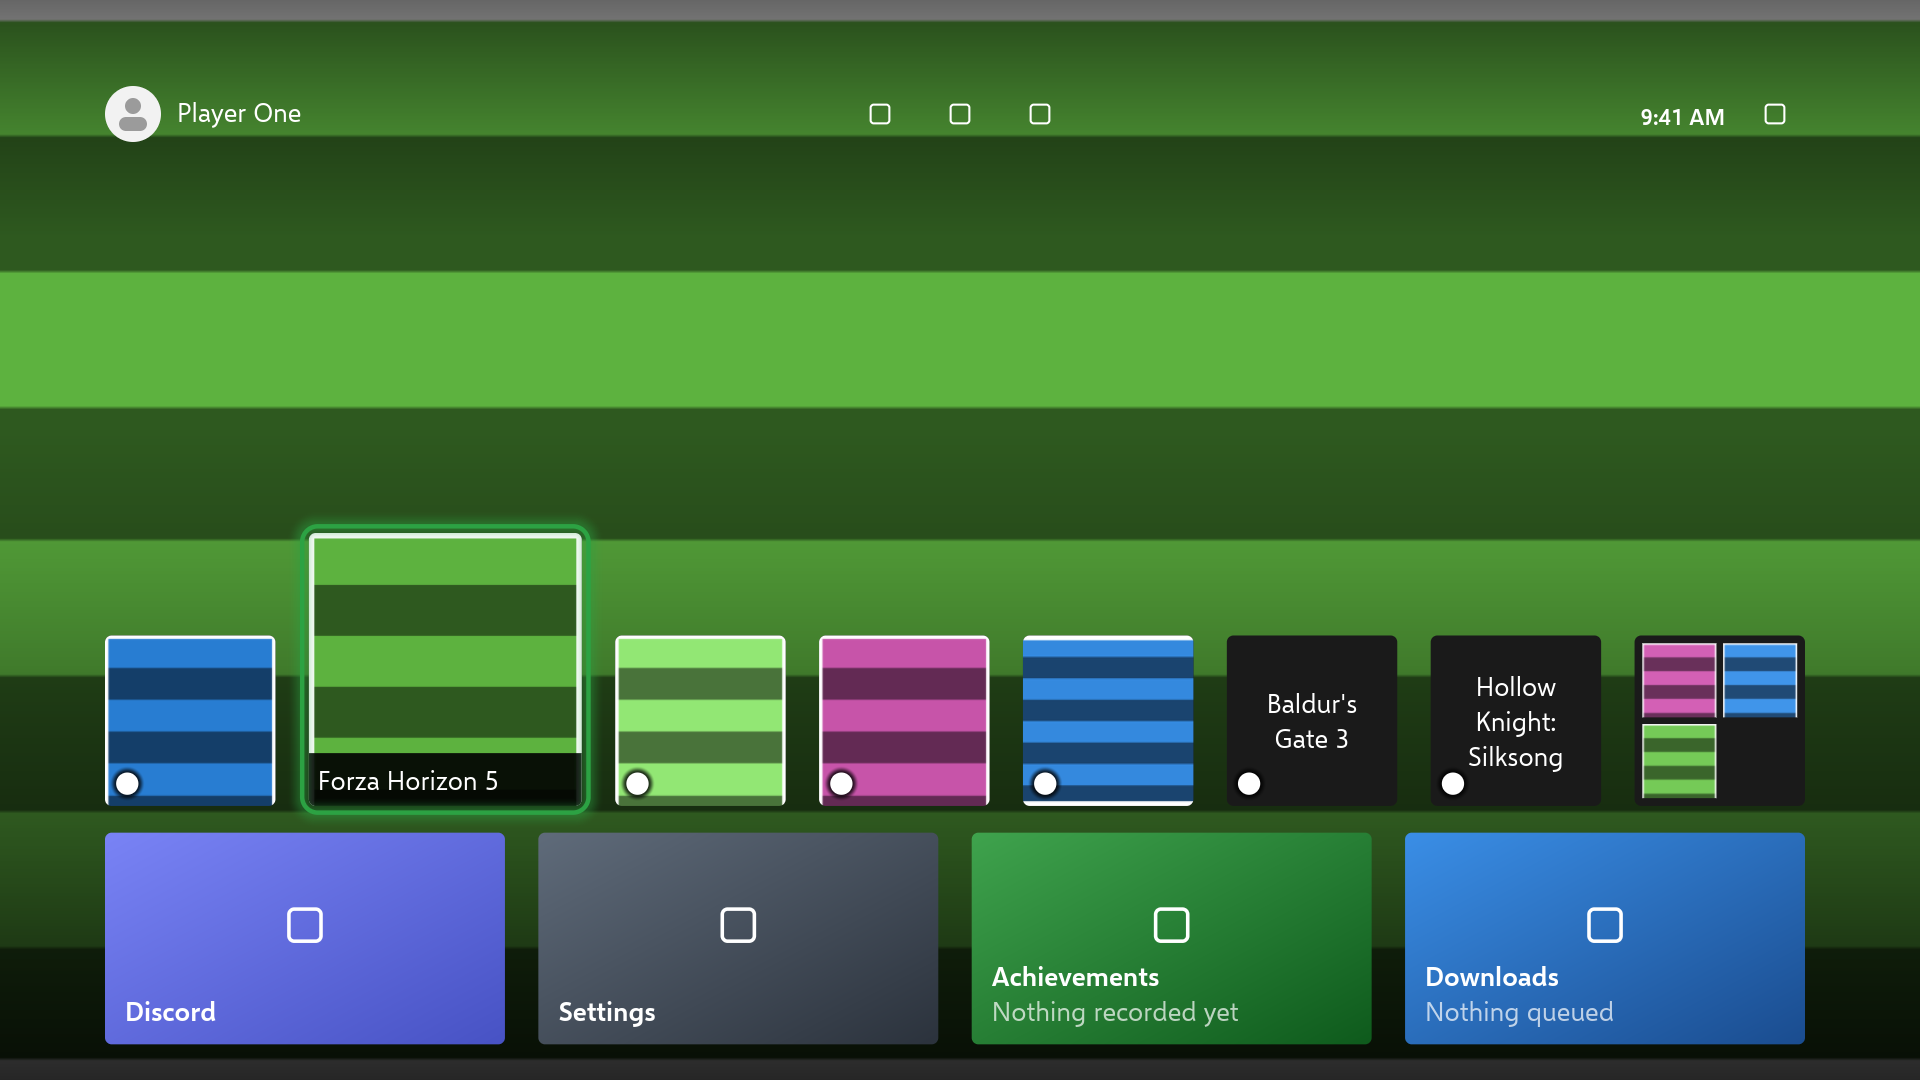 Player One
9:41 AM
Forza Horizon 5
Baldur's
Gate 3
Hollow
Knight:
Silksong
Discord
Settings
Achievements
Nothing recorded yet
Downloads
Nothing queued